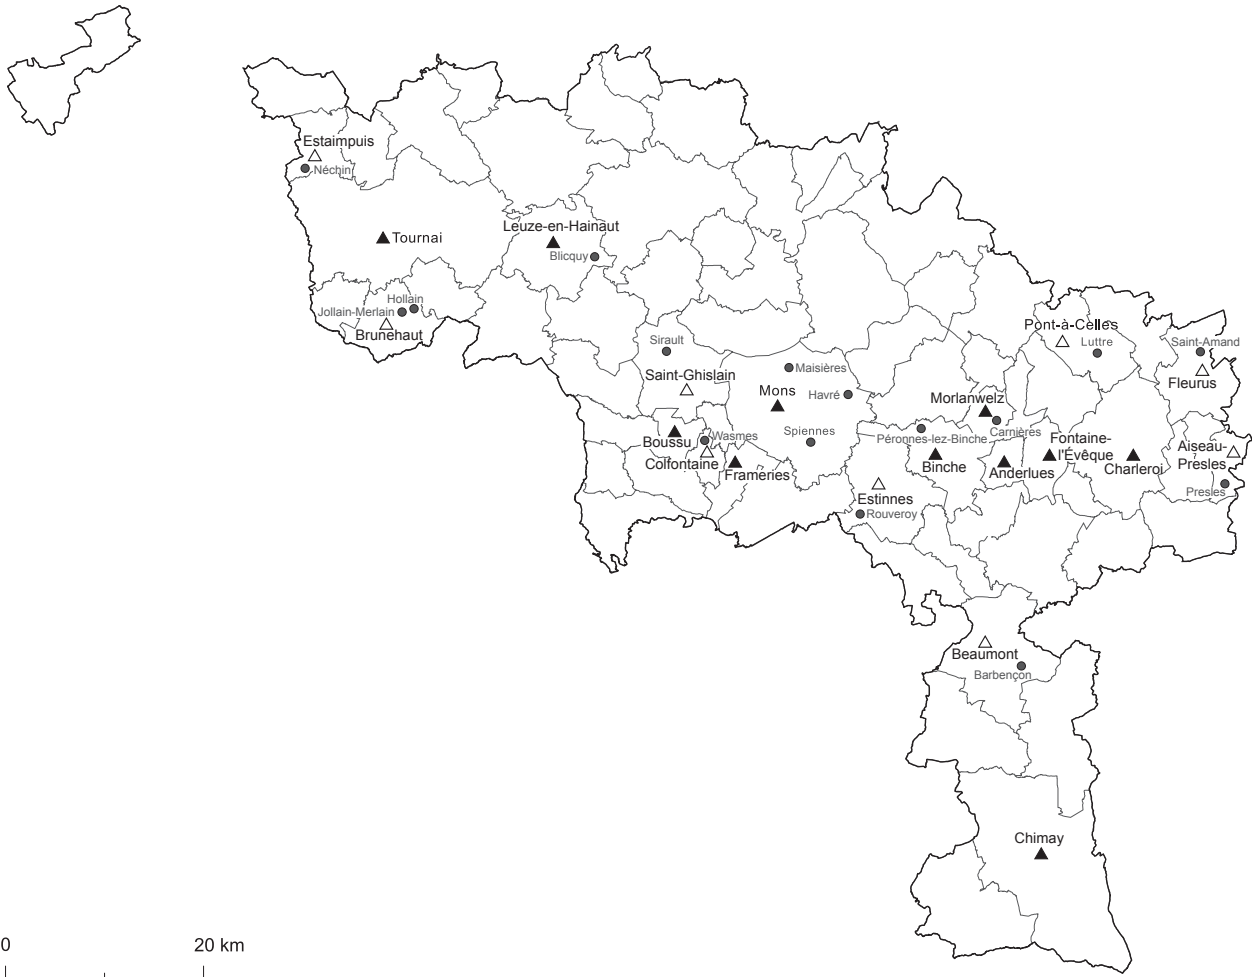 Estaimpuis
Néchin
Leuze-en-Hainaut
Tournai
Blicquy
Hollain
Jollain-Merlain
Brunehaut
Pont-à-Celles
Sirault
Luttre
Saint-Amand
Maisières
Saint-Ghislain
Fleurus
Mons
Havré
Morlanwelz
Spiennes
Carnières
Wasmes
Boussu
Péronnes-lez-Binche
Fontaine-
l'Évêque
Aiseau-
Presles
Colfontaine
Binche
Charleroi
Frameries
Anderlues
Presles
Estinnes
Rouveroy
Beaumont
Barbençon
Chimay
0
20 km